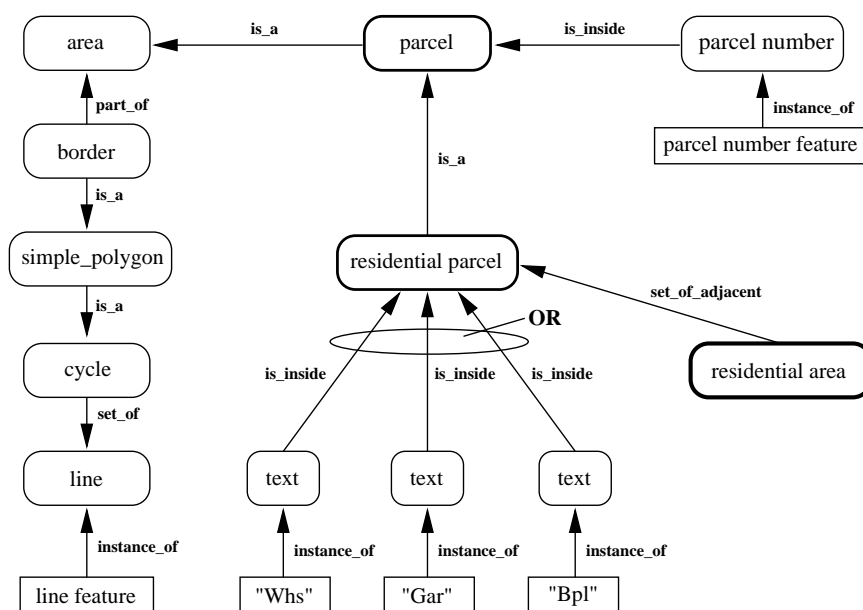 area
is_a
parcel
is_inside
parcel number
part_of
instance_of
border
parcel number feature
is_a
is_a
simple_polygon
residential parcel
set_of_adjacent
is_a
OR
cycle
is_inside
is_inside
is_inside
residential area
set_of
line
text
text
text
instance_of
instance_of
instance_of
instance_of
line feature
"Whs"
"Gar"
"Bpl"